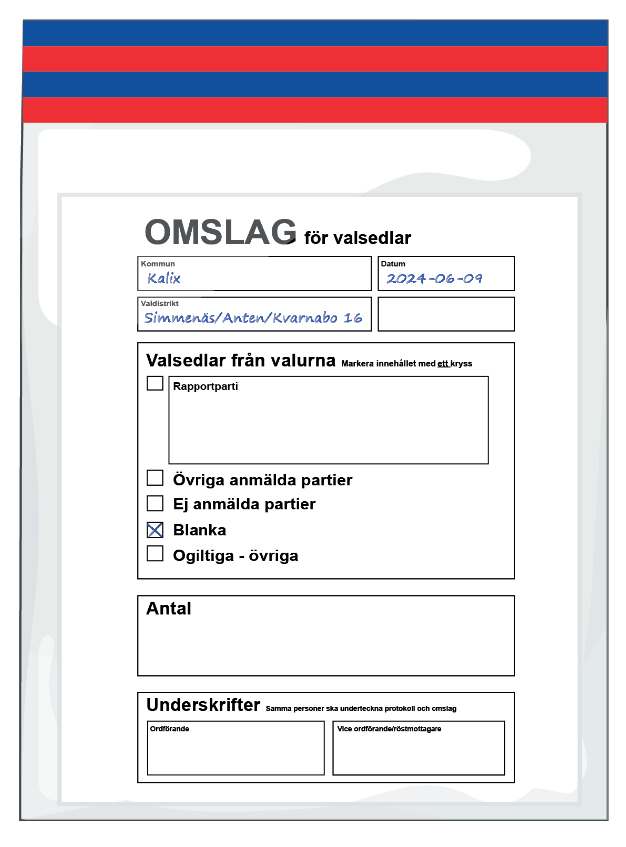 OMSLAG för valsedlar
Kommun
Kalix
Datum
2024-06-09
Valdistrikt
Simmenäs/Anten/Kvarnabo 16
Valsedlar från valurna Markera innehållet med ett kryss
Rapportparti
Övriga anmälda partier
Ej anmälda partier
Blanka
Ogiltiga - övriga
Antal
Underskrifter Samma personer ska underteckna protokoll och omslag
Ordförande
Vice ordförande/röstmottagare